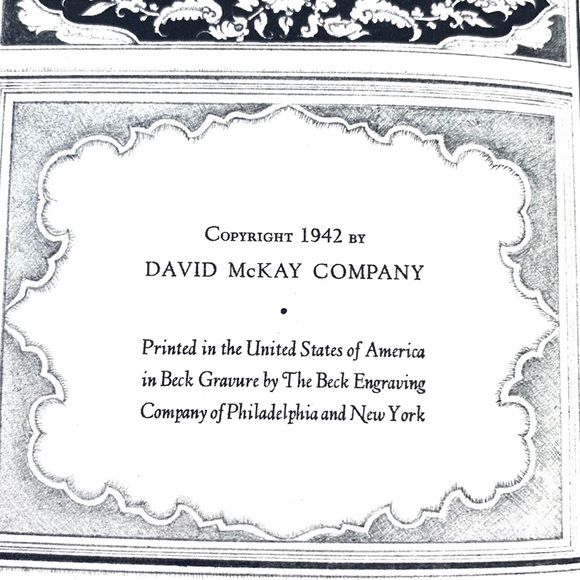 Copyright 1942 by
DAVID McKAY COMPANY
•
Printed in the United States of America
in Beck Gravure by The Beck Engraving
Company of Philadelphia and New York